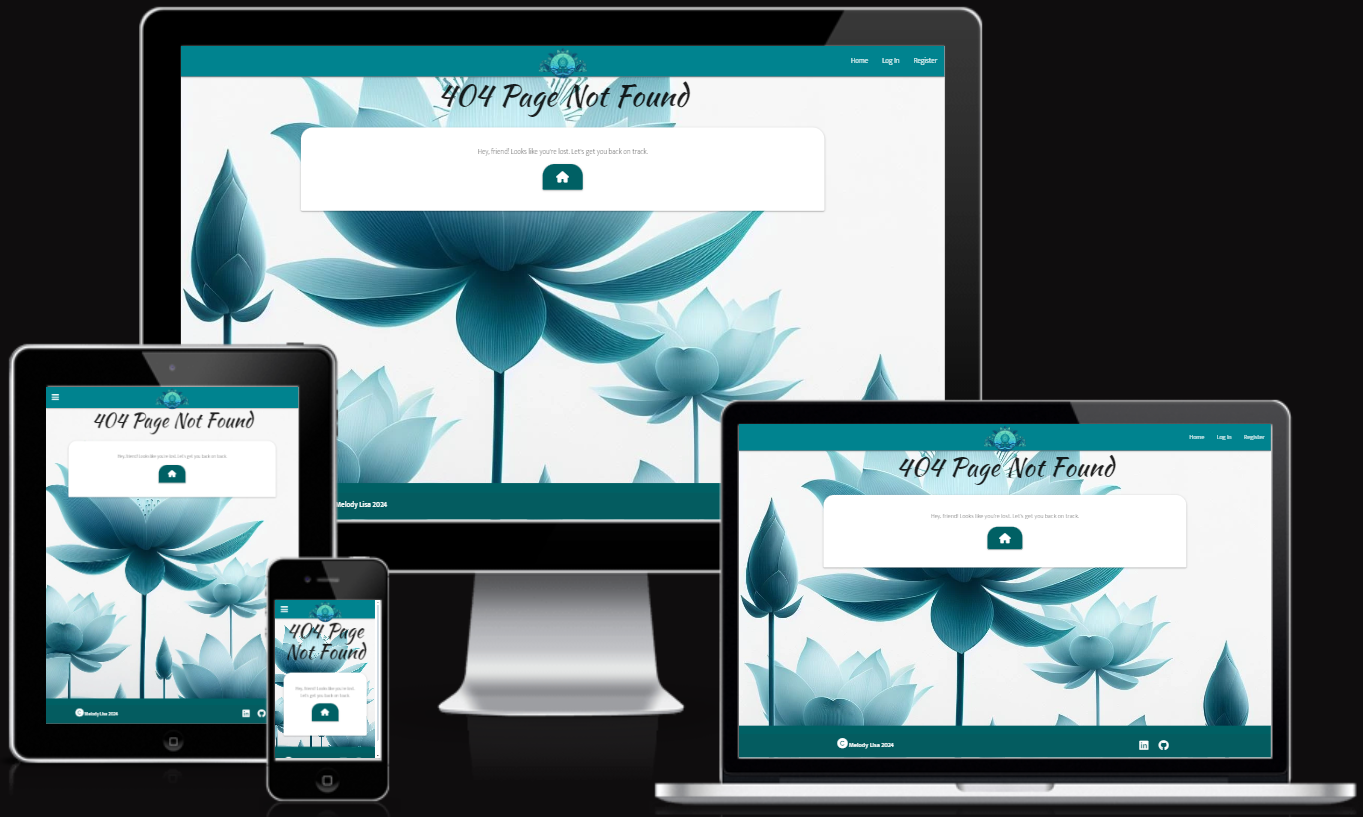 Home Log In Register
404 Page Not Found
Hey, friend! Looks like you're lost. Let's get you back on track.
Melody Lisa 2024
404 Page Not Found
Hey, friend! Looks like you're lost. Let's get you back on track.
C Melody Lisa 2024
in
404 Page
Not Found
Hey, friend! Looks like you're lost.
Let's get you back on track.
Home Log In Register
404 Page Not Found
Hey, friend! Looks like you're lost. Let's get you back on track.
C Melody Lisa 2024
in